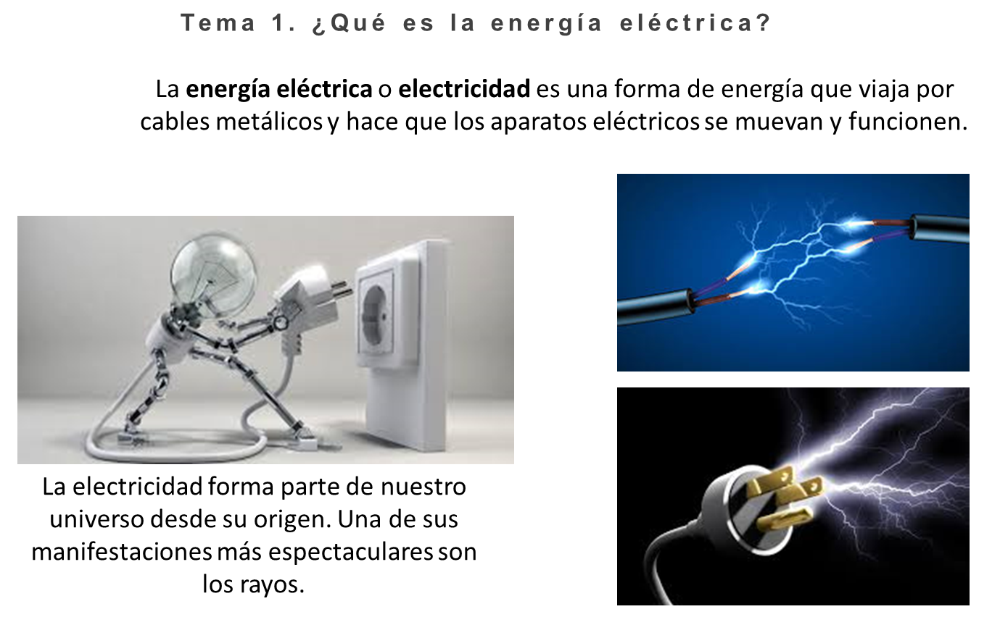 Tema 1. ¿Qué es la energía eléctrica?
La energía eléctrica o electricidad es una forma de energía que viaja por
cables metálicos y hace que los aparatos eléctricos se muevan y funcionen.
La electricidad forma parte de nuestro
universo desde su origen. Una de sus
manifestaciones más espectaculares son
los rayos.